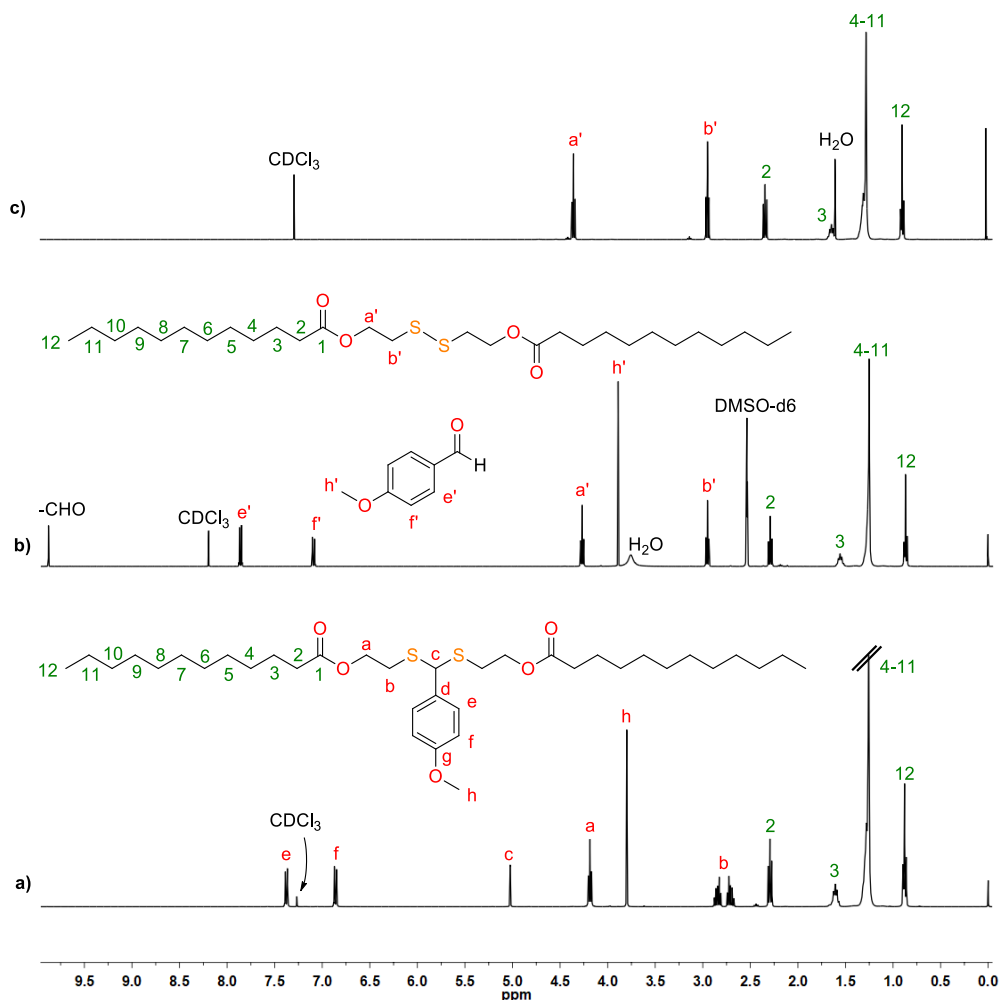 4-11
12
H2O
b'
a'
CDCl3
2
3
c)
O
12 11 10 9 8 7 6 5 4 3 2 1 O a' b' S S O O
4-11
h'
DMSO-d6
O
H
h' O e' f'
12
a'
b'
-CHO
CDCl3
e'
f'
2
H2O
3
b)
O O
12 11 10 9 8 7 6 5 4 3 2 1 O a b S c S O
d e
f
g
O h
4-11
h
12
CDCl3
a
2
e
f
c
b
3
a)
9.5 9.0 8.5 8.0 7.5 7.0 6.5 6.0 5.5 5.0 4.5 4.0 3.5 3.0 2.5 2.0 1.5 1.0 0.5 0.0
ppm